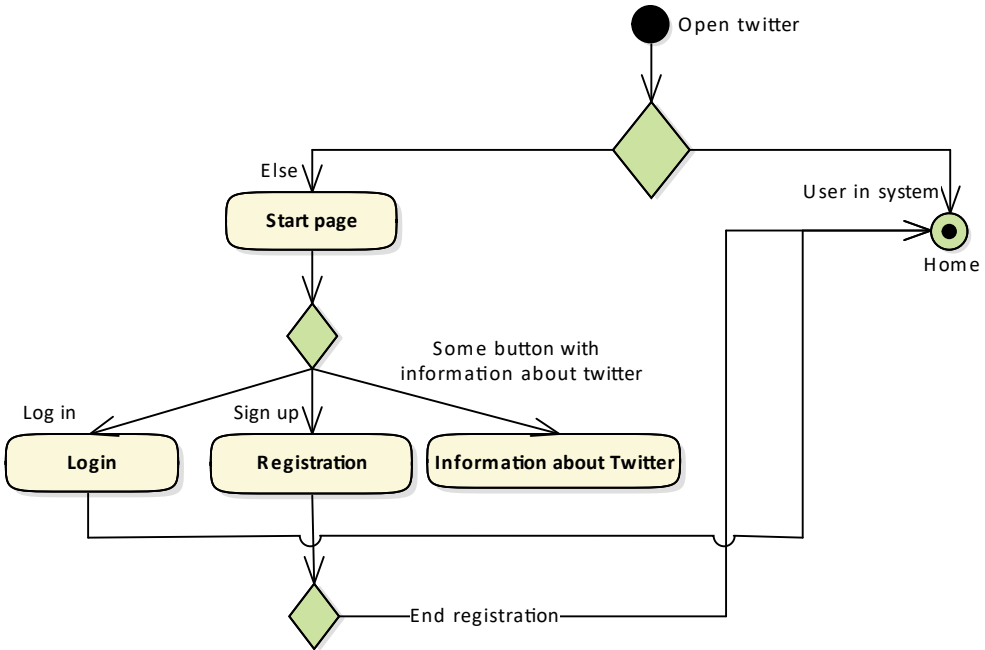 Open twitter
Else
User in system
Start page
Home
Some button with
information about twitter
Log in
Sign up
Login
Registration
Information about Twitter
End registration